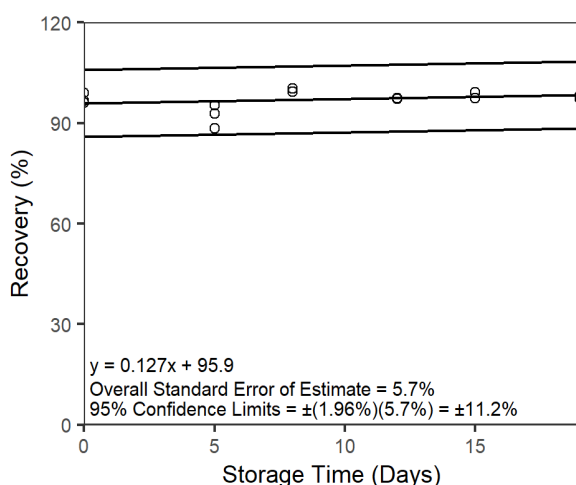 120
90
60
30
0
Recovery (%)
y = 0.127x + 95.9
Overall Standard Error of Estimate = 5.7%
95% Confidence Limits = ±(1.96%)(5.7%) = ±11.2%
0 5 10 15
Storage Time (Days)